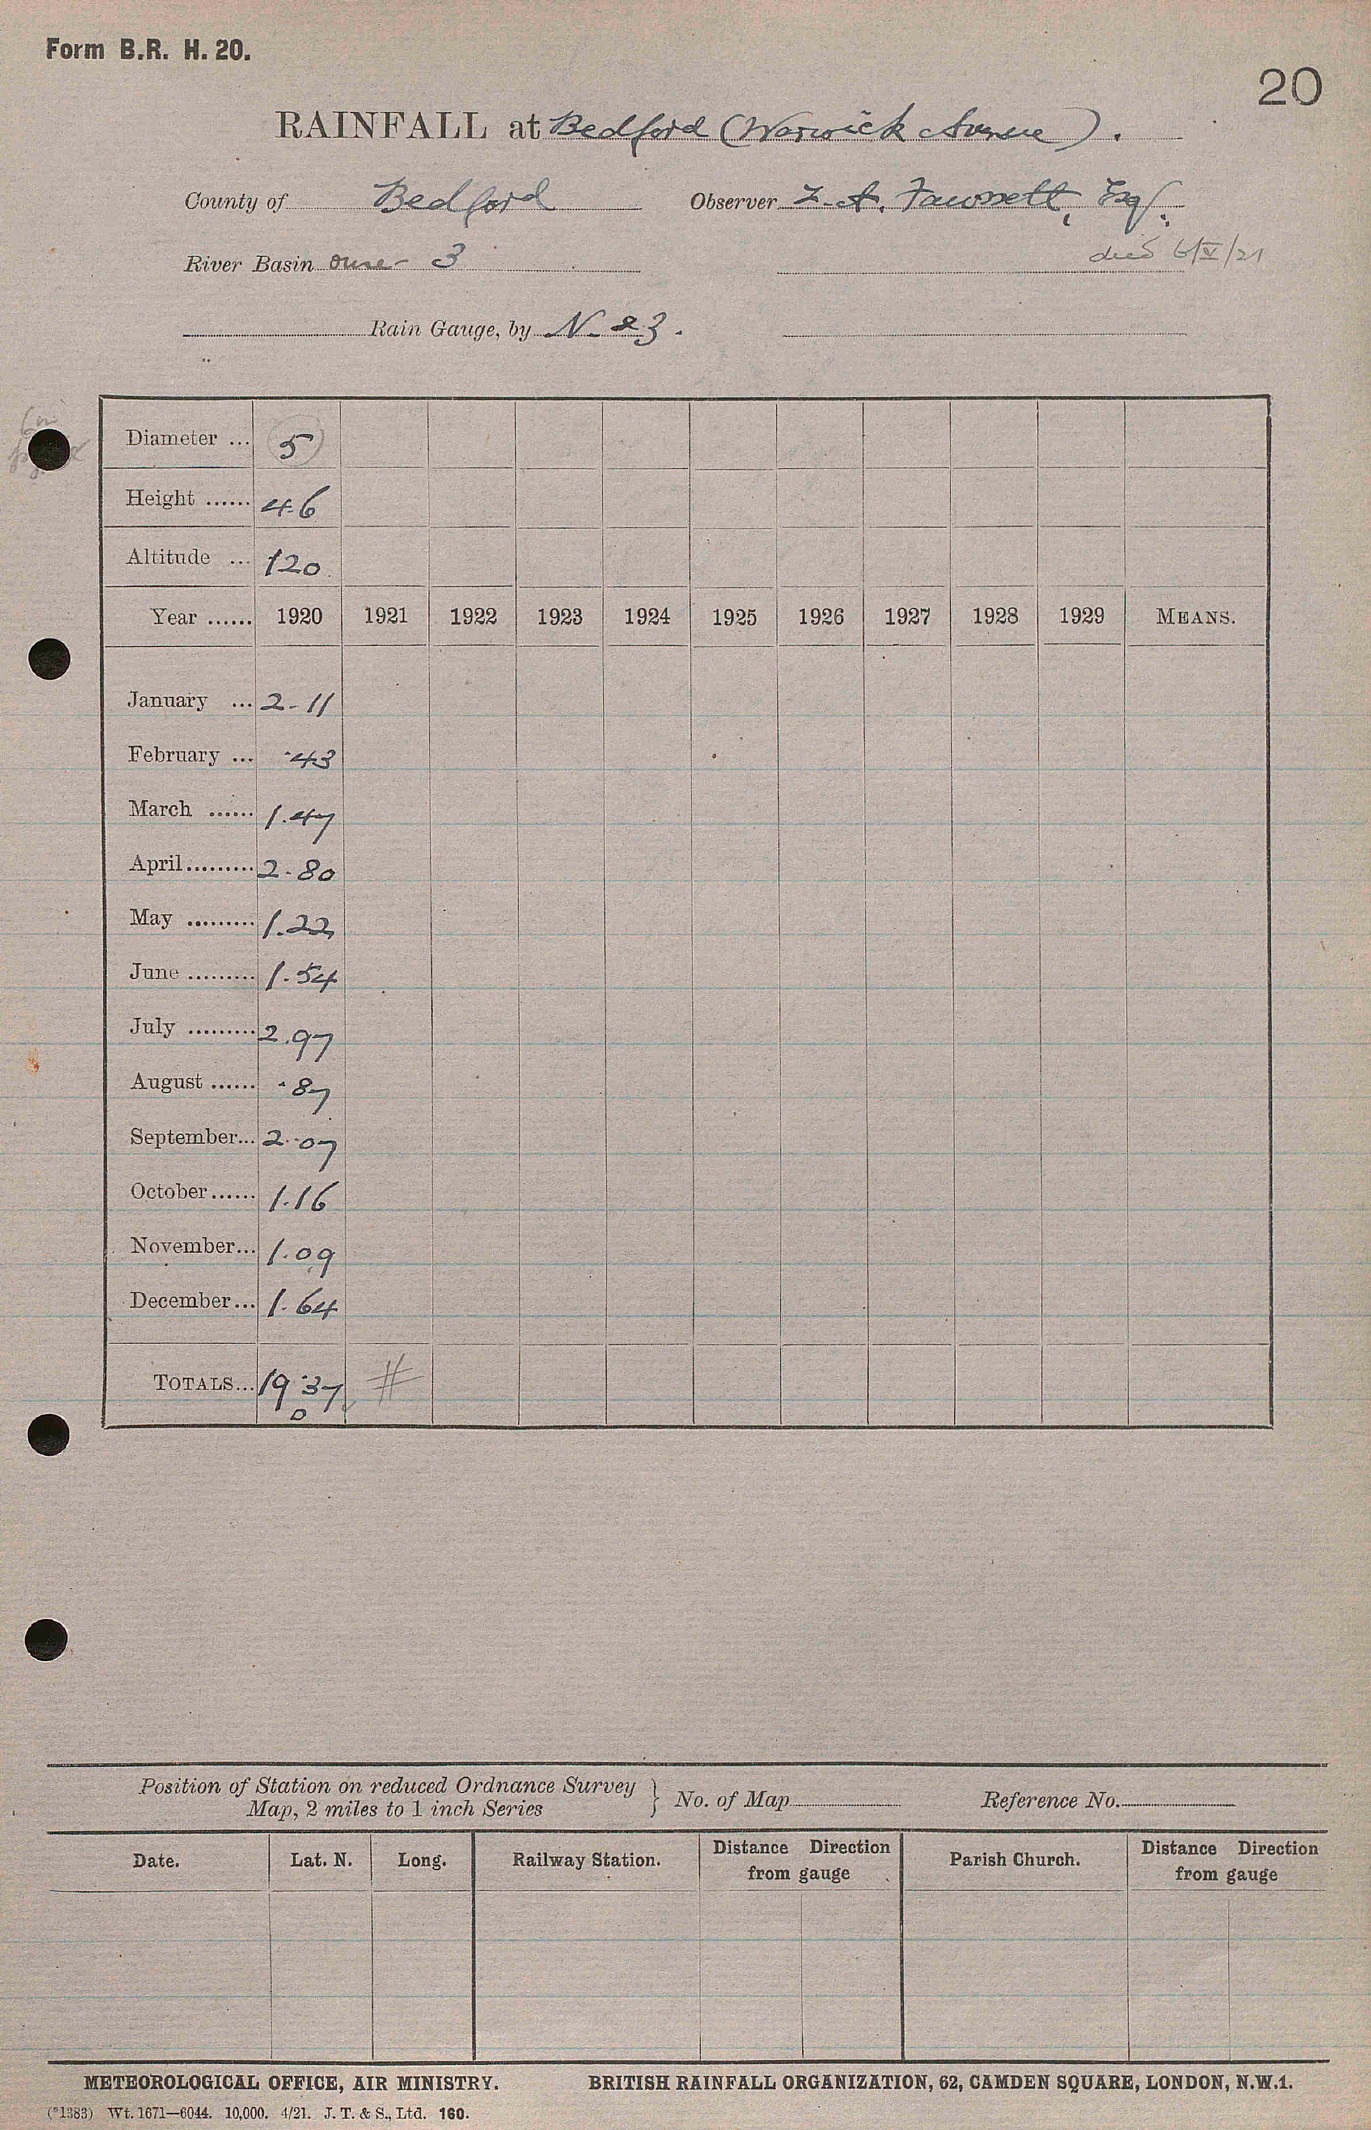 Form B.R. H. 20.
20
RAINFALL at Bedford (Warwick Avenue).
County of Bedford Observer Z. A. Fawssett, Esq.
River Basin Ouse - 3 died 6/V/21
Rain Gauge, by N. & Z.
Diameter ... 5
Height ...... 4.6
Altitude ... 120
Year ...... 1920 1921 1922 1923 1924 1925 1926 1927 1928 1929 MEANS.
January ... 2.11
February ... .43
March ...... 1.47
April ......... 2.80
May ......... 1.22
June ......... 1.54
July ......... 2.97
August ...... .87
September... 2.07
October ...... 1.16
November... 1.09
December... 1.64
TOTALS... 19.37 #
0
Position of Station on reduced Ordnance Survey
Map, 2 miles to 1 inch Series } No. of Map Reference No.
Date. Lat. N. Long. Railway Station. Distance Direction from gauge Parish Church. Distance Direction from gauge
METEOROLOGICAL OFFICE, AIR MINISTRY. BRITISH RAINFALL ORGANIZATION, 62, CAMDEN SQUARE, LONDON, N.W.1.
(*1383) Wt. 1671—6044. 10,000. 4/21. J. T. & S., Ltd. 160.